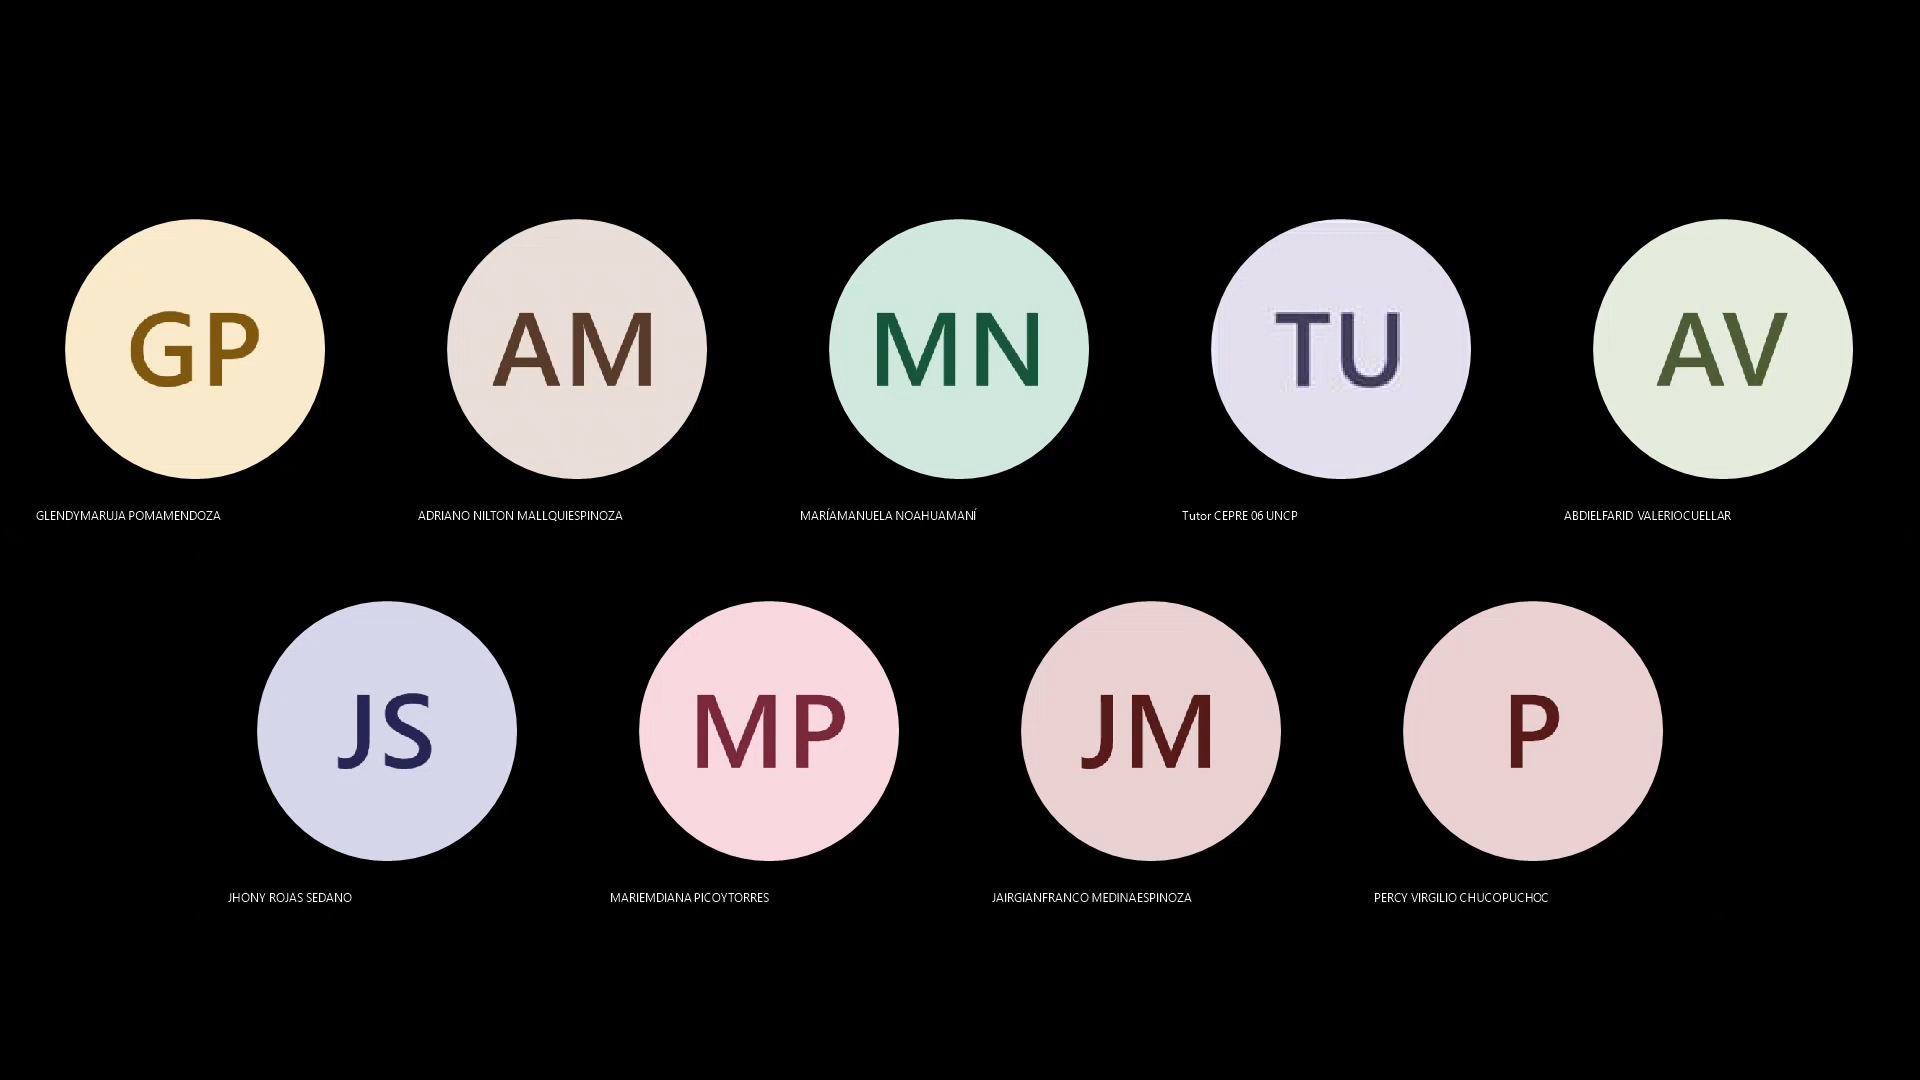 GP
AM
MN
TU
AV
GLENDYMARUJA POMAMENDOZA
ADRIANO NILTON MALLQUIESPINOZA
MARÍAMANUELA NOAHUAMANÍ
Tutor CEPRE 06 UNCP
ABDIELFARID VALERIOCUELLAR
JS
MP
JM
P
JHONY ROJAS SEDANO
MARIEMDIANA PICOYTORRES
JAIRGIANFRANCO MEDINAESPINOZA
PERCY VIRGILIO CHUCOPUCHOC